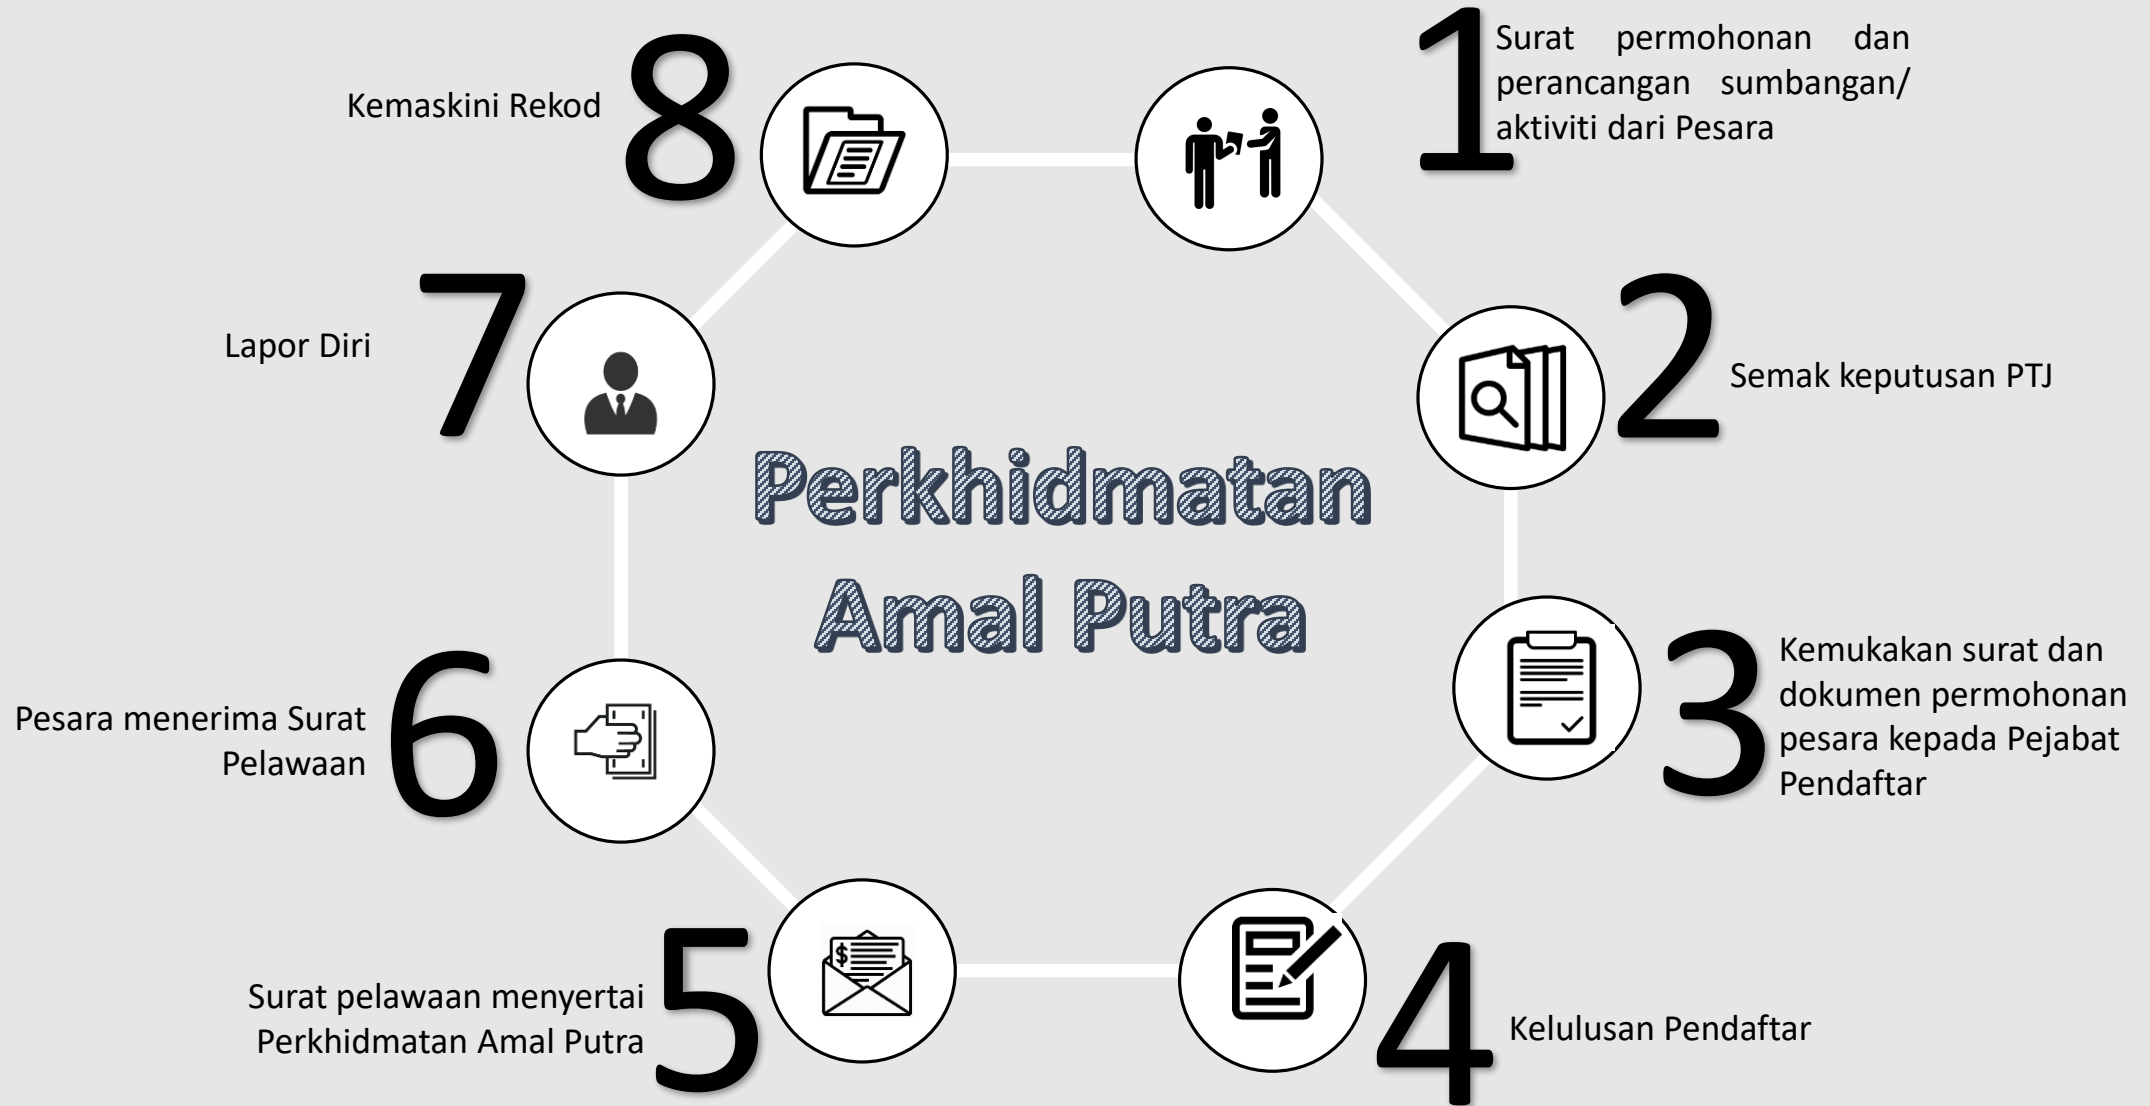 1
Surat permohonan dan
perancangan sumbangan/
aktiviti dari Pesara
2
Semak keputusan PTJ
3
Kemukakan surat dan
dokumen permohonan
pesara kepada Pejabat
Pendaftar
4
Kelulusan Pendaftar
5
Surat pelawaan menyertai
Perkhidmatan Amal Putra
$
6
Pesara menerima Surat
Pelawaan
7
Lapor Diri
8
Kemaskini Rekod
Perkhidmatan
Amal Putra